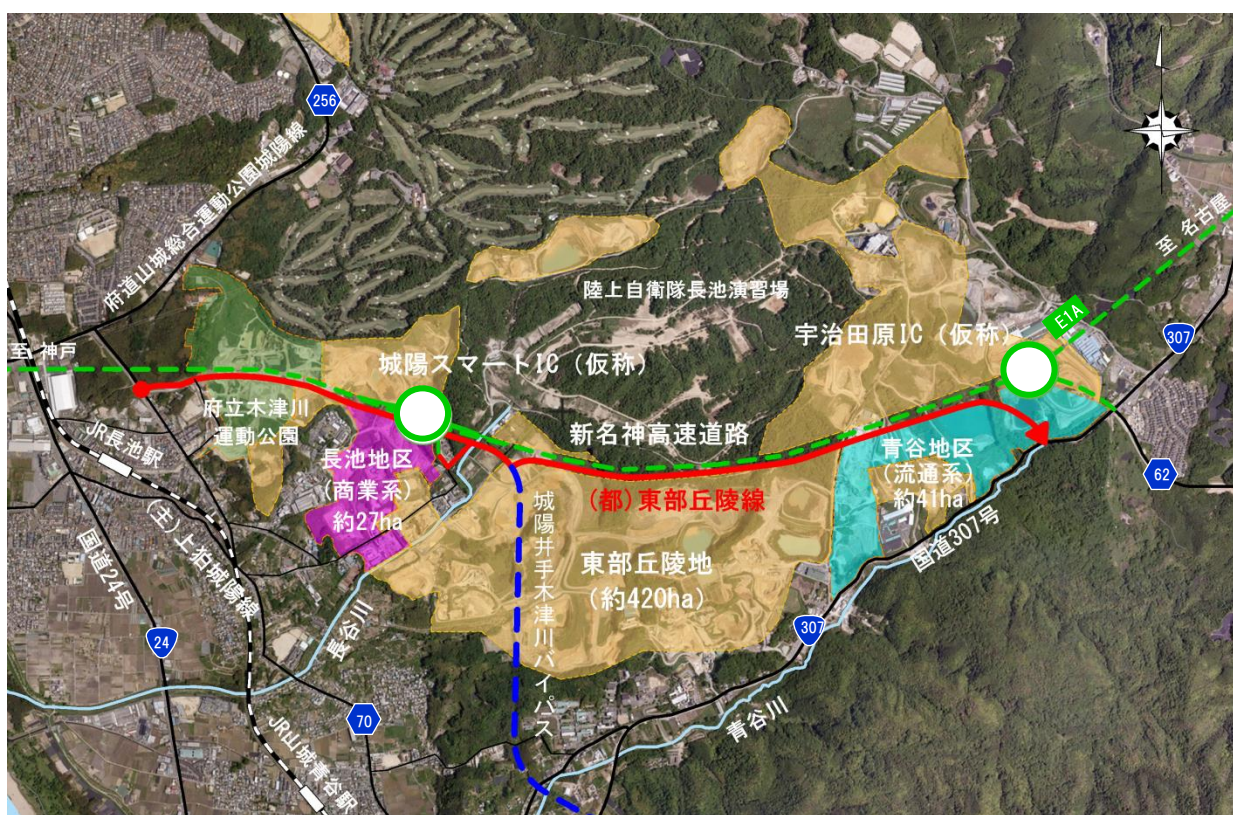 256
府道山城総合運動公園城陽線
至 名古屋
陸上自衛隊長池演習場
E1A
宇治田原IC（仮称）
307
至 神戸
城陽スマートIC（仮称）
府立木津川
運動公園
新名神高速道路
JR長池駅
長池地区
（商業系）
約27ha
青谷地区
（流通系）
約41ha
62
(都)東部丘陵線
(主)上狛城陽線
国道24号
城陽井手木津川バイパス
東部丘陵地
（約420ha）
国道307号
長谷川
24
307
70
青谷川
JR山城青谷駅